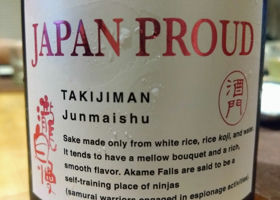 JAPAN PROUD
酒門
TAKIJIMAN
Junmaishu
Sake made only from white rice, rice koji, and water.
It tends to have a mellow bouquet and a rich,
smooth flavor. Akame Falls are said to be a
self-training place of ninjas
(samurai warriors engaged in espionage activities).